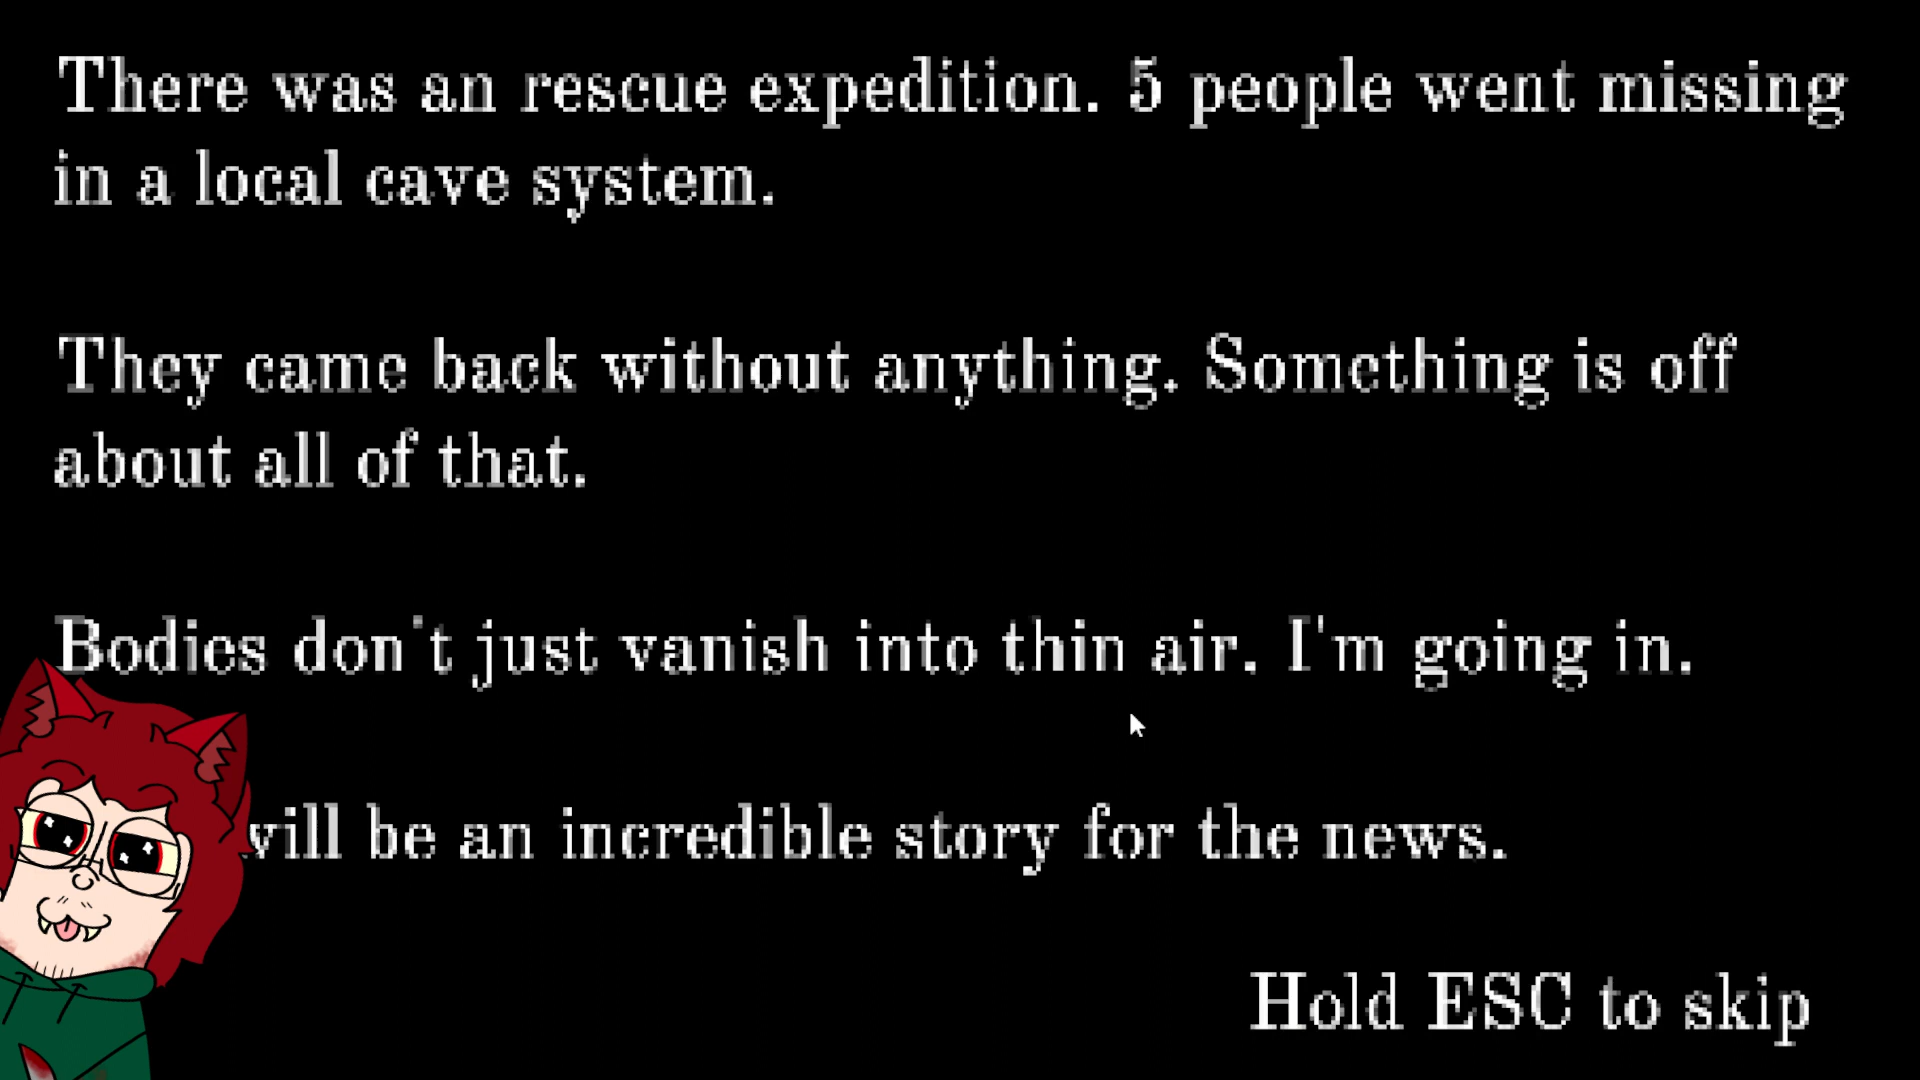 There was an rescue expedition. 5 people went missing
in a local cave system.
They came back without anything. Something is off
about all of that.
Bodies don't just vanish into thin air. I'm going in.
be an incredible story for the news.
Hold ESC to skip